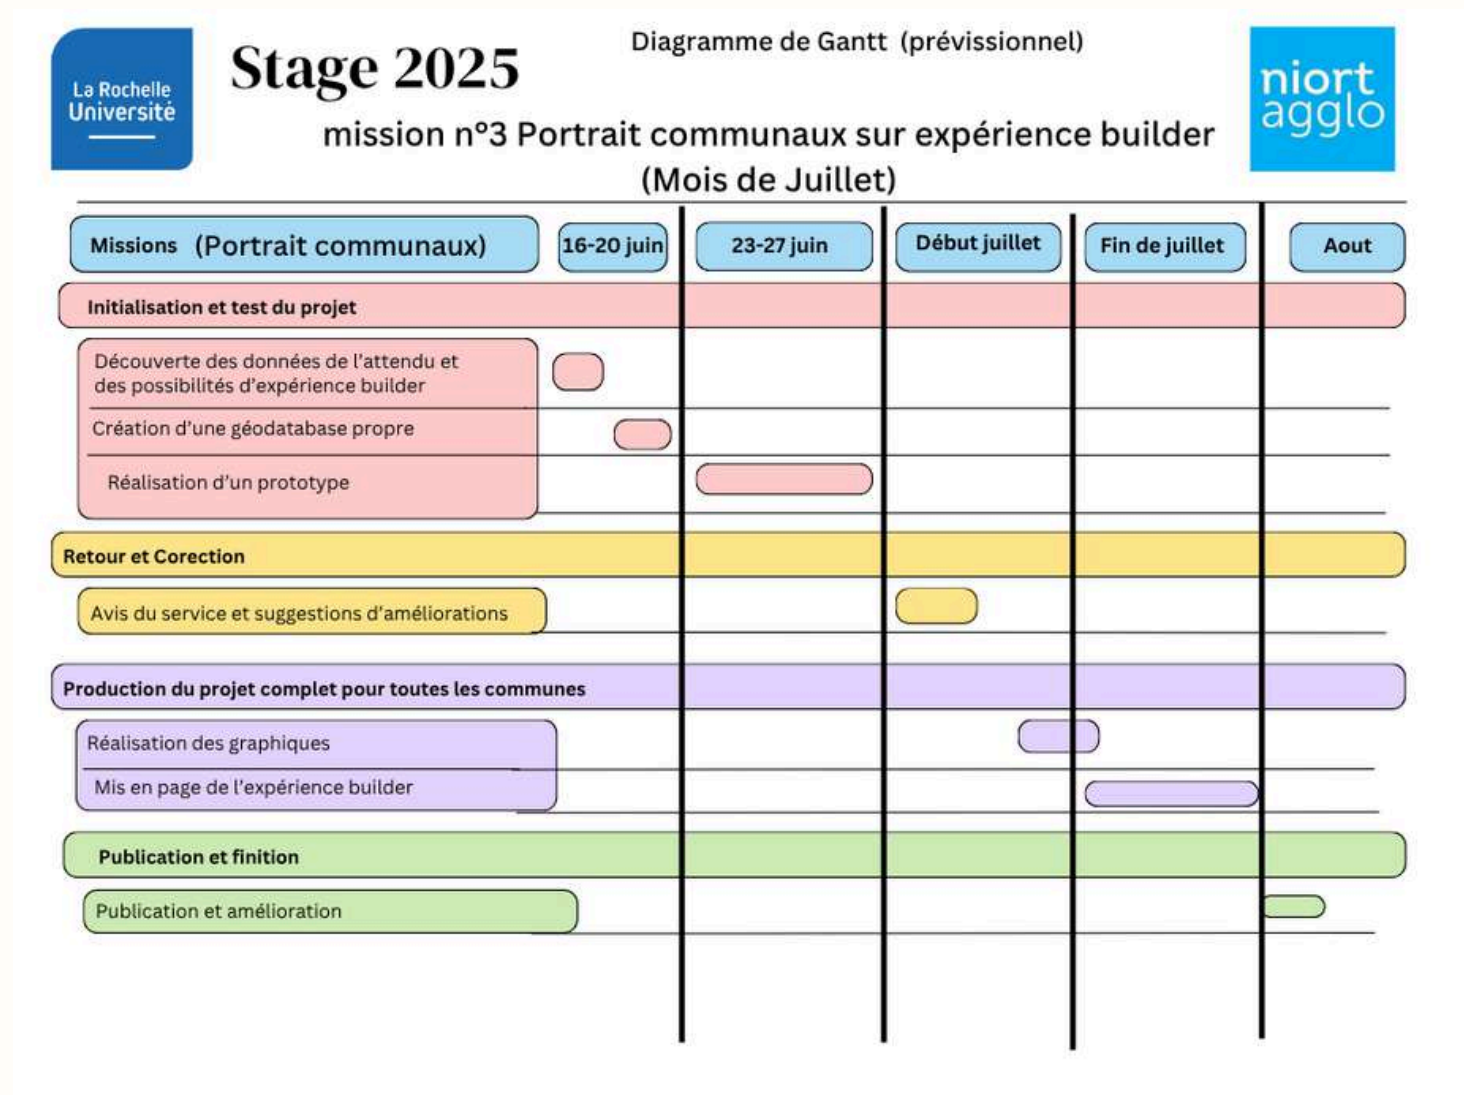 La Rochelle
Université
Stage 2025
Diagramme de Gantt (prévissionnel)
niort
agglo
mission n°3 Portrait communaux sur expérience builder
(Mois de Juillet)
Missions (Portrait communaux)
16-20 juin
23-27 juin
Début juillet
Fin de juillet
Aout
Initialisation et test du projet
Découverte des données de l'attendu et
des possibilités d'expérience builder
Création d'une géodatabase propre
Réalisation d'un prototype
Retour et Corection
Avis du service et suggestions d'améliorations
Production du projet complet pour toutes les communes
Réalisation des graphiques
Mis en page de l'expérience builder
Publication et finition
Publication et amélioration